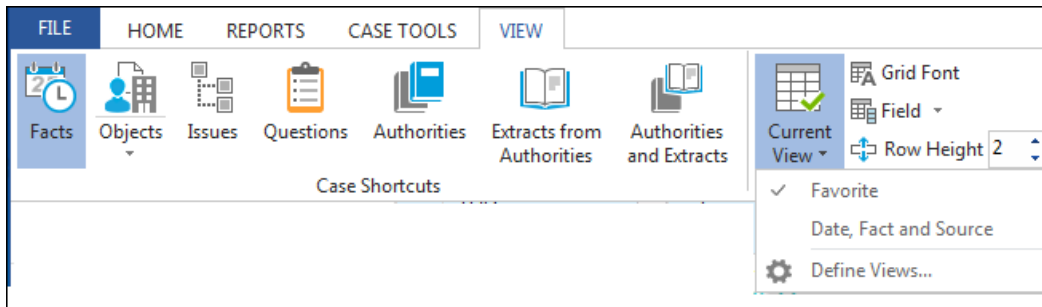 FILE HOME REPORTS CASE TOOLS VIEW
Facts Objects Issues Questions Authorities Extracts from Authorities Authorities and Extracts
Case Shortcuts
Current View
Grid Font
Field
Row Height 2
Favorite
Date, Fact and Source
Define Views...